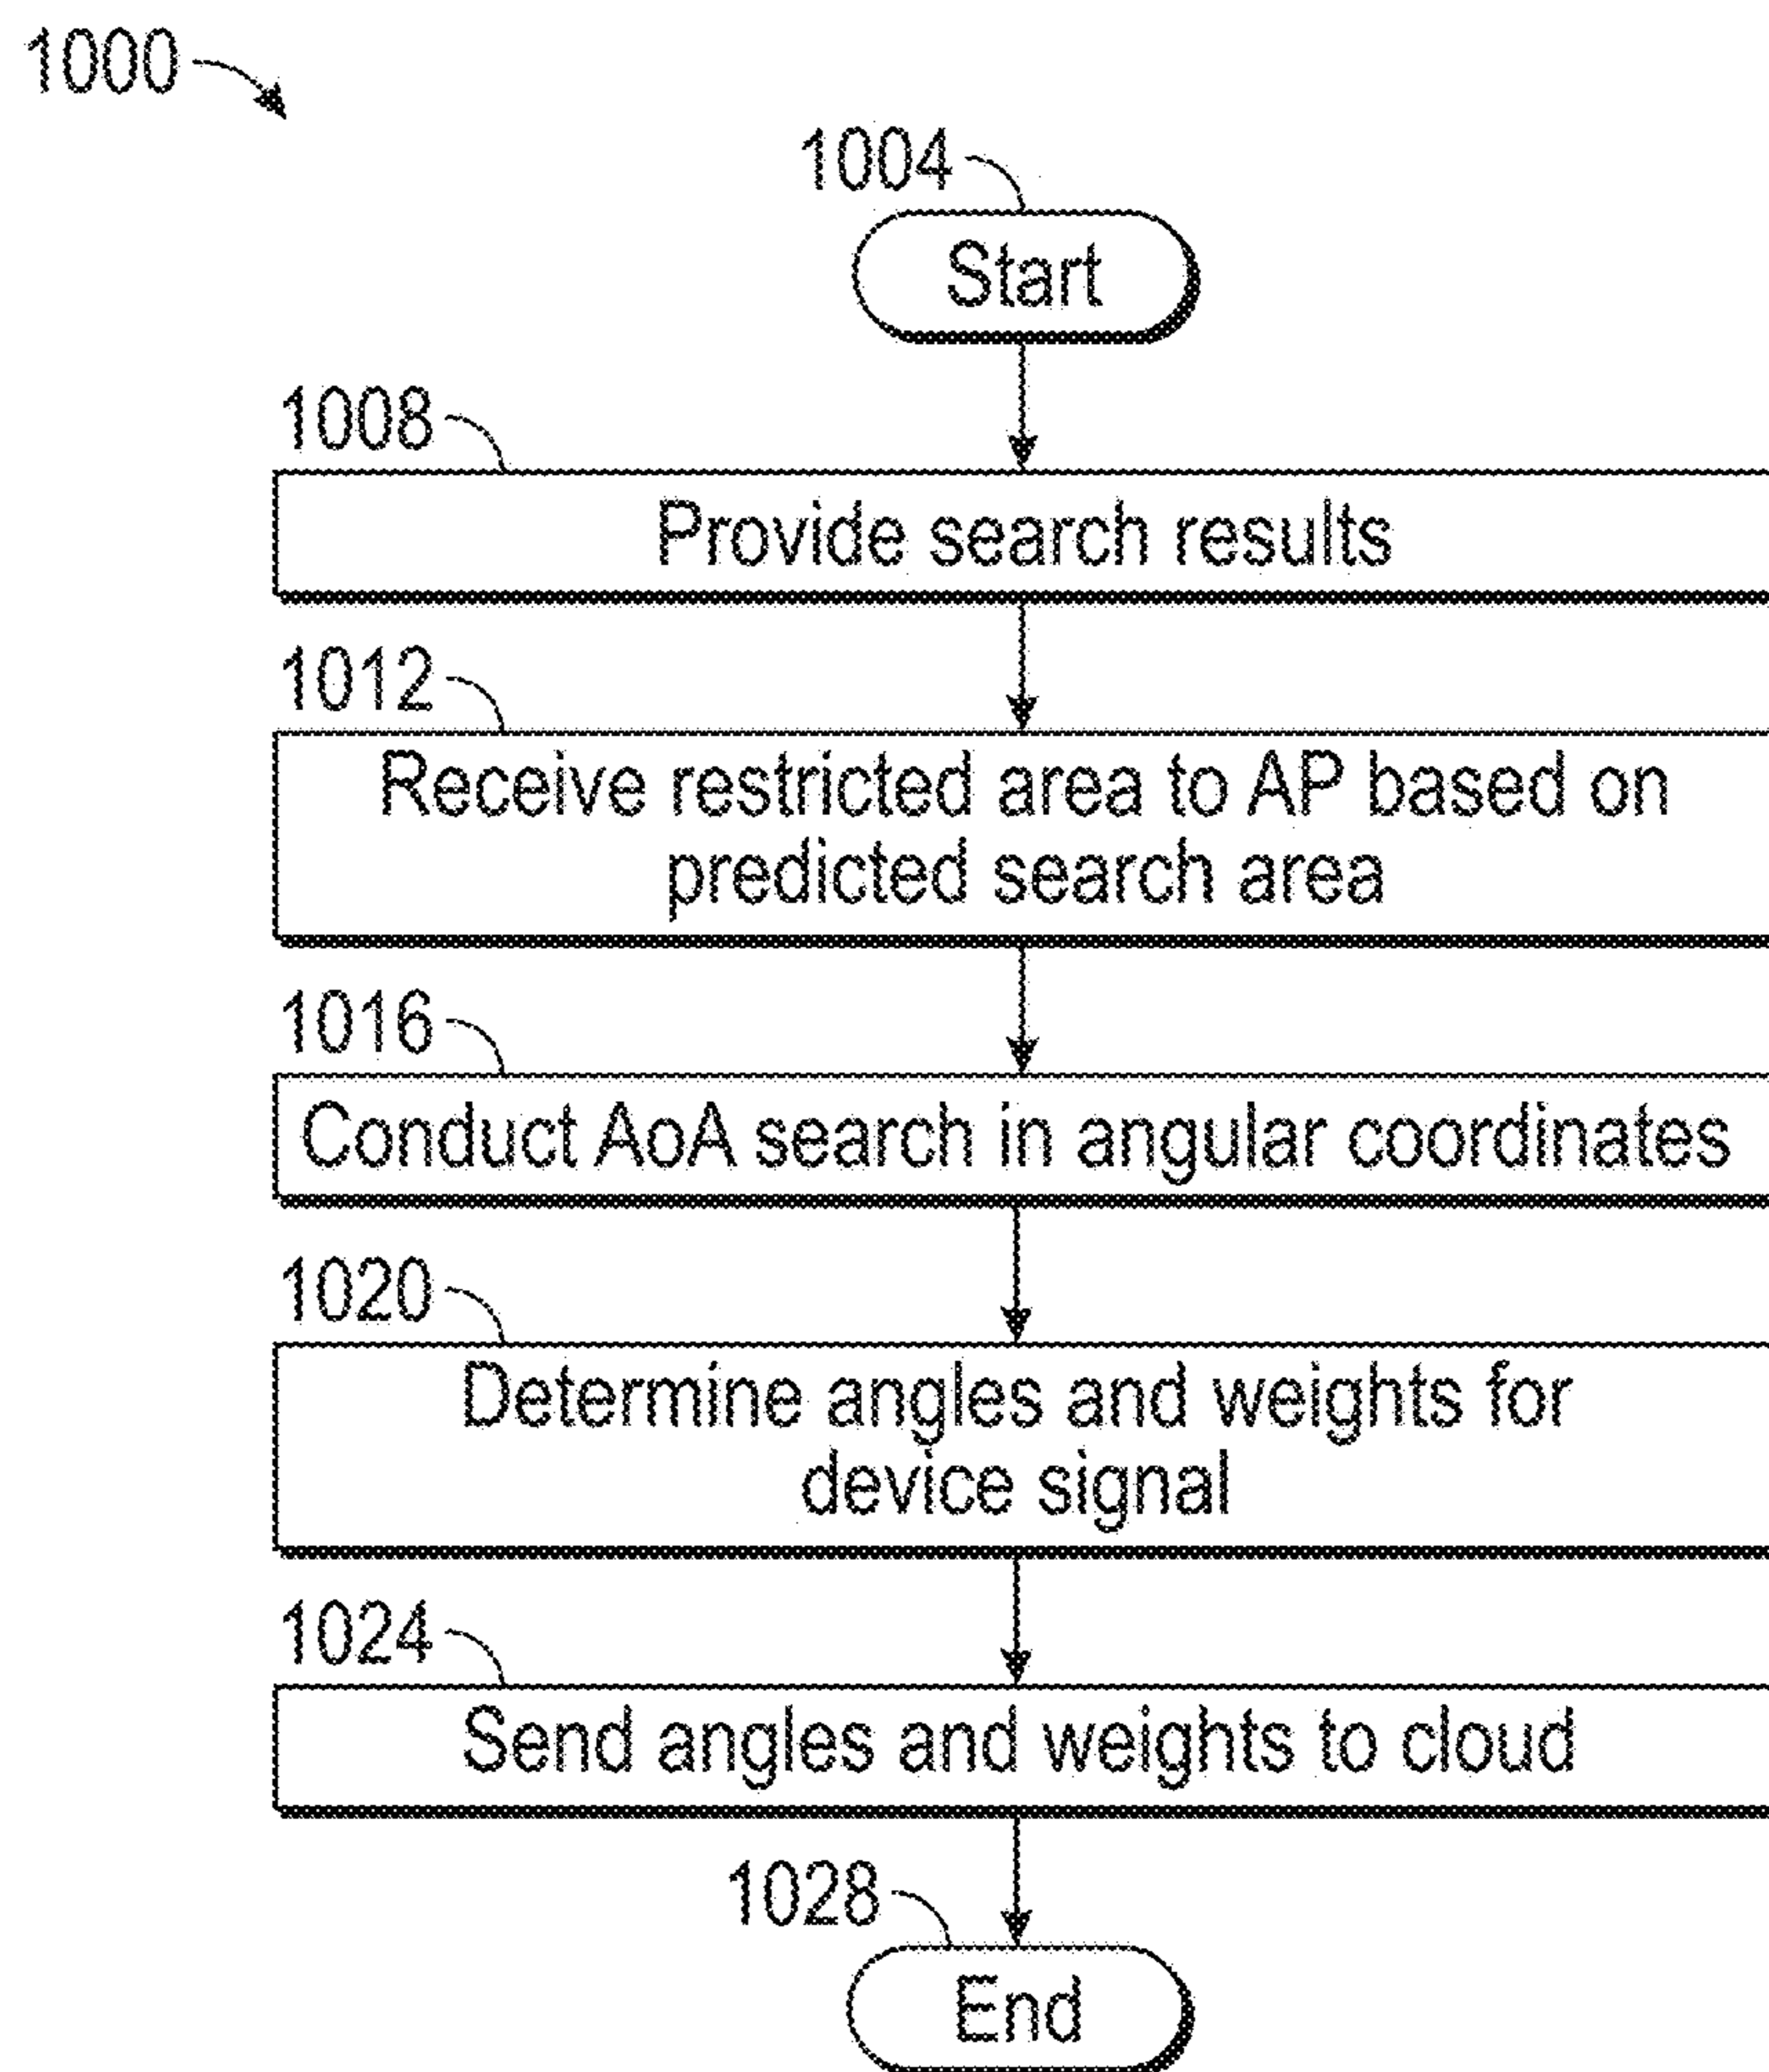 1000
1004
Start
1008
Provide search results
1012
Receive restricted area to AP based on
predicted search area
1016
Conduct AoA search in angular coordinates
1020
Determine angles and weights for
device signal
1024
Send angles and weights to cloud
1028
End